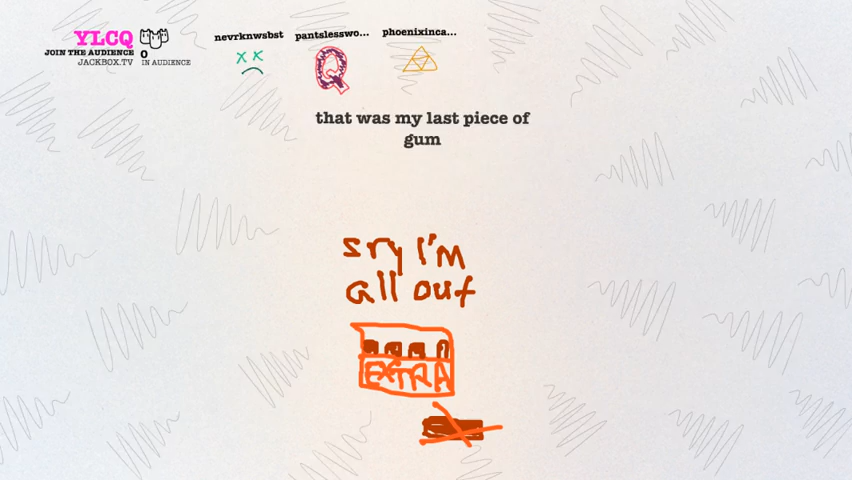 YLCQ
JOIN THE AUDIENCE
JACKBOX.TV
0
IN AUDIENCE
nevrknwsbst
pantslesswo...
phoenixinca...
Q
that was my last piece of
gum
sry I'm
all out
EXTRA